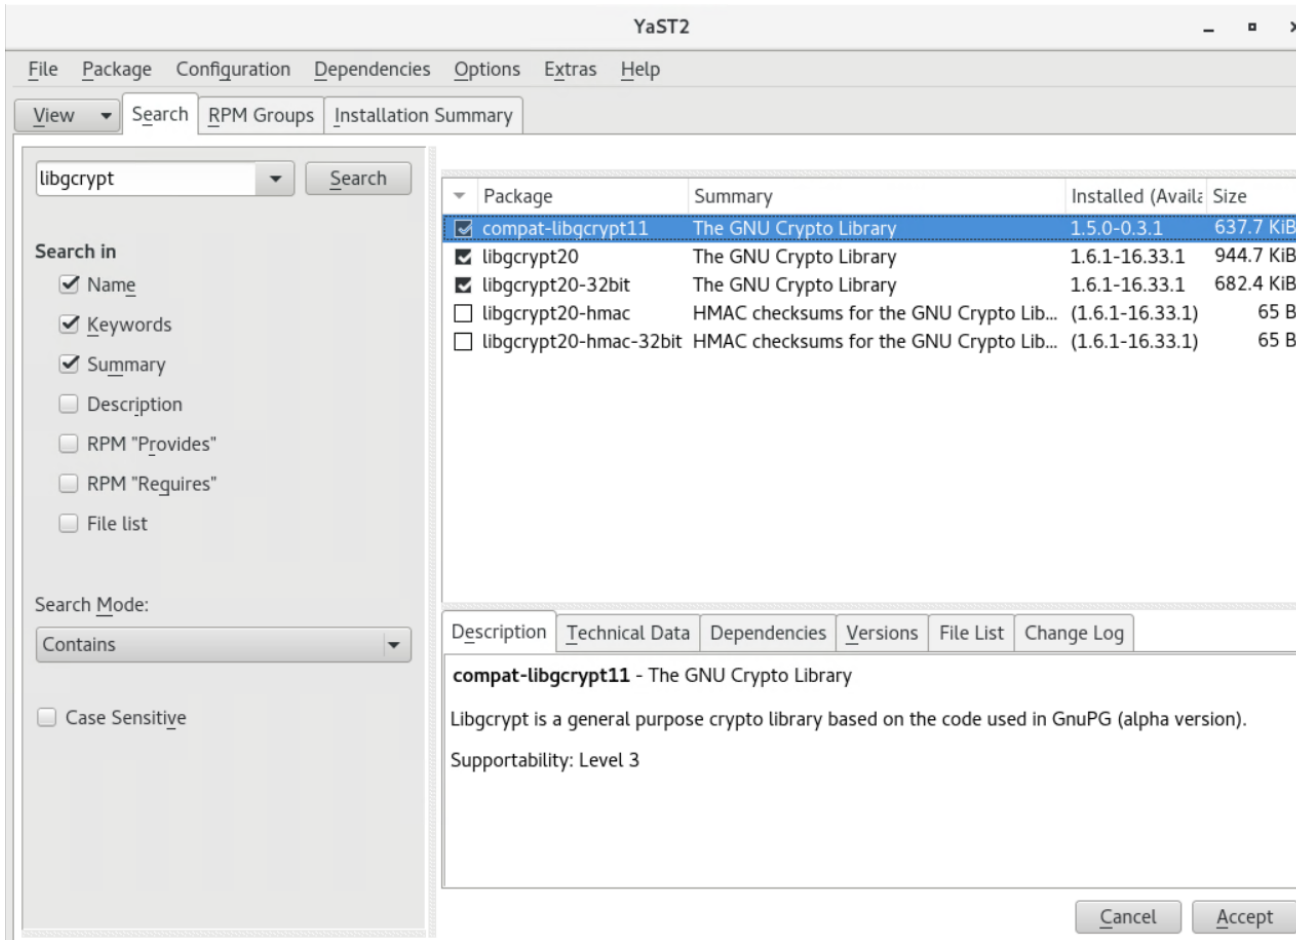 YaST2
File Package Configuration Dependencies Options Extras Help
View Search RPM Groups Installation Summary
libgcrypt Search
Search in
Name
Keywords
Summary
Description
RPM "Provides"
RPM "Requires"
File list
Search Mode:
Contains
Case Sensitive
Package Summary Installed (Availa Size
compat-libgcrypt11 The GNU Crypto Library 1.5.0-0.3.1 637.7 KiB
libgcrypt20 The GNU Crypto Library 1.6.1-16.33.1 944.7 KiB
libgcrypt20-32bit The GNU Crypto Library 1.6.1-16.33.1 682.4 KiB
libgcrypt20-hmac HMAC checksums for the GNU Crypto Lib... (1.6.1-16.33.1) 65 B
libgcrypt20-hmac-32bit HMAC checksums for the GNU Crypto Lib... (1.6.1-16.33.1) 65 B
Description Technical Data Dependencies Versions File List Change Log
compat-libgcrypt11 - The GNU Crypto Library
Libgcrypt is a general purpose crypto library based on the code used in GnuPG (alpha version).
Supportability: Level 3
Cancel Accept